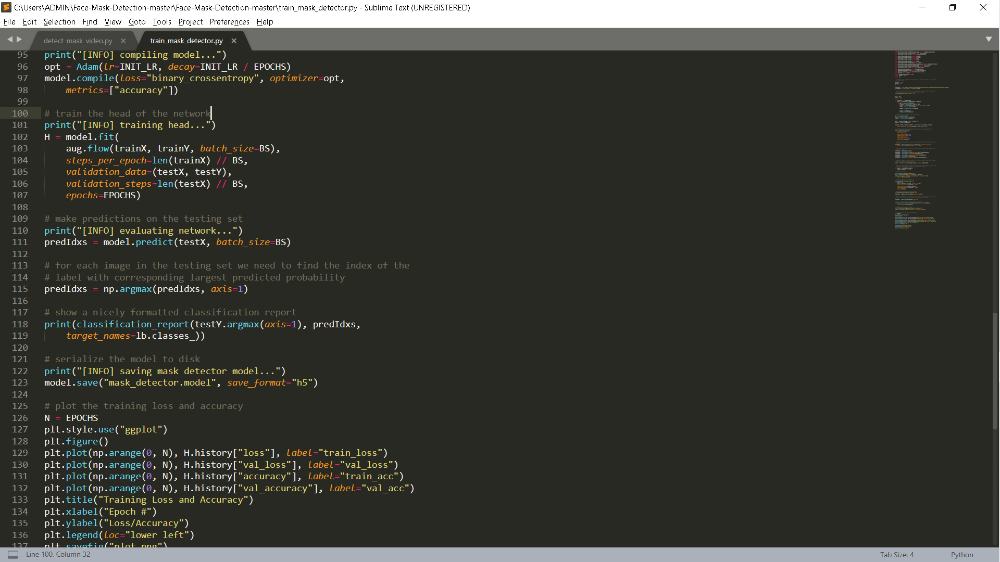 C:\Users\ADMIN\Face-Mask-Detection-master\Face-Mask-Detection-master\train_mask_detector.py - Sublime Text (UNREGISTERED)
File Edit Selection Find View Goto Tools Project Preferences Help
detect_mask_video.py train_mask_detector.py
95 print("[INFO] compiling model...")
96 opt = Adam(lr=INIT_LR, decay=INIT_LR / EPOCHS)
97 model.compile(loss="binary_crossentropy", optimizer=opt,
98     metrics=["accuracy"])
99
100 # train the head of the network
101 print("[INFO] training head...")
102 H = model.fit(
103     aug.flow(trainX, trainY, batch_size=BS),
104     steps_per_epoch=len(trainX) // BS,
105     validation_data=(testX, testY),
106     validation_steps=len(testX) // BS,
107     epochs=EPOCHS)
108
109 # make predictions on the testing set
110 print("[INFO] evaluating network...")
111 predIdxs = model.predict(testX, batch_size=BS)
112
113 # for each image in the testing set we need to find the index of the
114 # label with corresponding largest predicted probability
115 predIdxs = np.argmax(predIdxs, axis=1)
116
117 # show a nicely formatted classification report
118 print(classification_report(testY.argmax(axis=1), predIdxs,
119     target_names=lb.classes_))
120
121 # serialize the model to disk
122 print("[INFO] saving mask detector model...")
123 model.save("mask_detector.model", save_format="h5")
124
125 # plot the training loss and accuracy
126 N = EPOCHS
127 plt.style.use("ggplot")
128 plt.figure()
129 plt.plot(np.arange(0, N), H.history["loss"], label="train_loss")
130 plt.plot(np.arange(0, N), H.history["val_loss"], label="val_loss")
131 plt.plot(np.arange(0, N), H.history["accuracy"], label="train_acc")
132 plt.plot(np.arange(0, N), H.history["val_accuracy"], label="val_acc")
133 plt.title("Training Loss and Accuracy")
134 plt.xlabel("Epoch #")
135 plt.ylabel("Loss/Accuracy")
136 plt.legend(loc="lower left")
137 plt.savefig("plot.png")
Line 100, Column 32 Tab Size: 4 Python